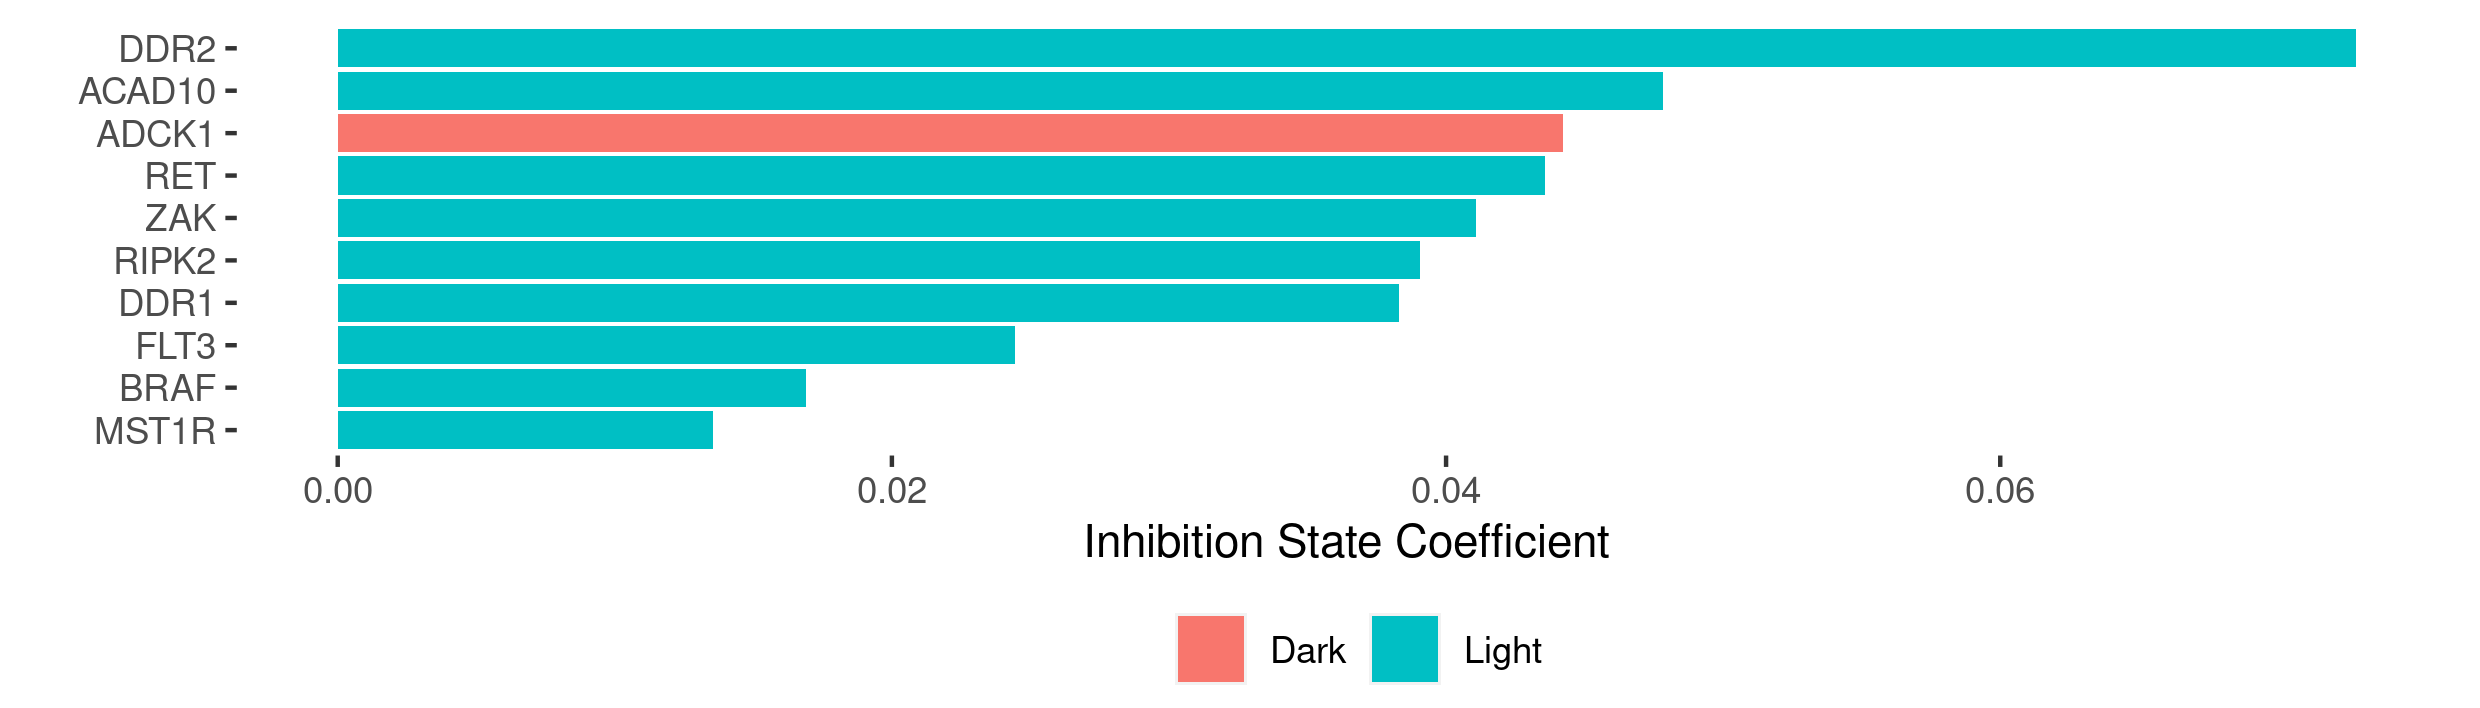 DDR2
ACAD10
ADCK1
RET
ZAK
RIPK2
DDR1
FLT3
BRAF
MST1R
0.00 0.02 0.04 0.06
Inhibition State Coefficient
Dark Light